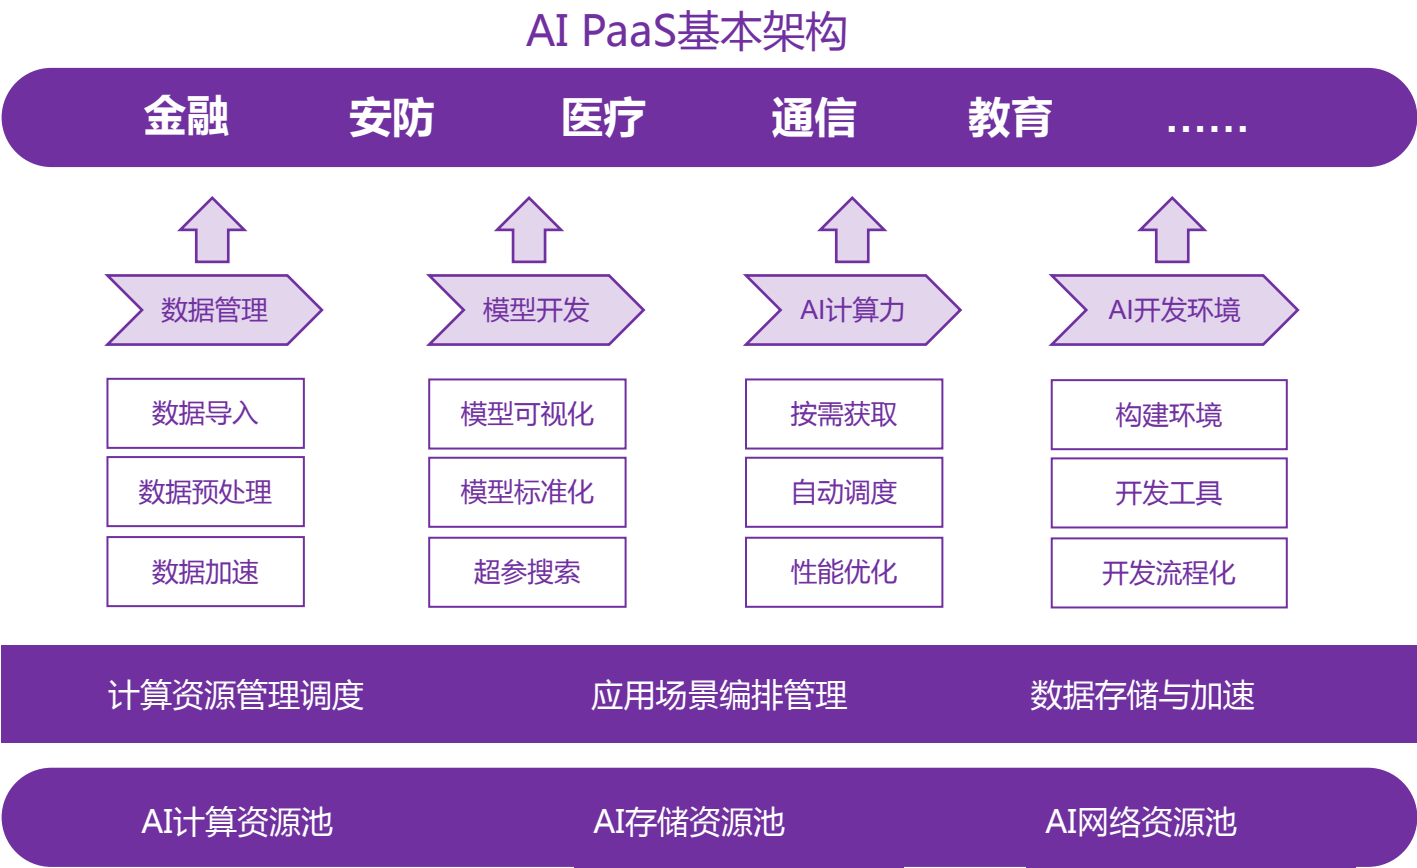 AI PaaS基本架构
金融 安防 医疗 通信 教育 ……
数据管理 模型开发 AI计算力 AI开发环境
数据导入 模型可视化 按需获取 构建环境
数据预处理 模型标准化 自动调度 开发工具
数据加速 超参搜索 性能优化 开发流程化
计算资源管理调度 应用场景编排管理 数据存储与加速
AI计算资源池 AI存储资源池 AI网络资源池